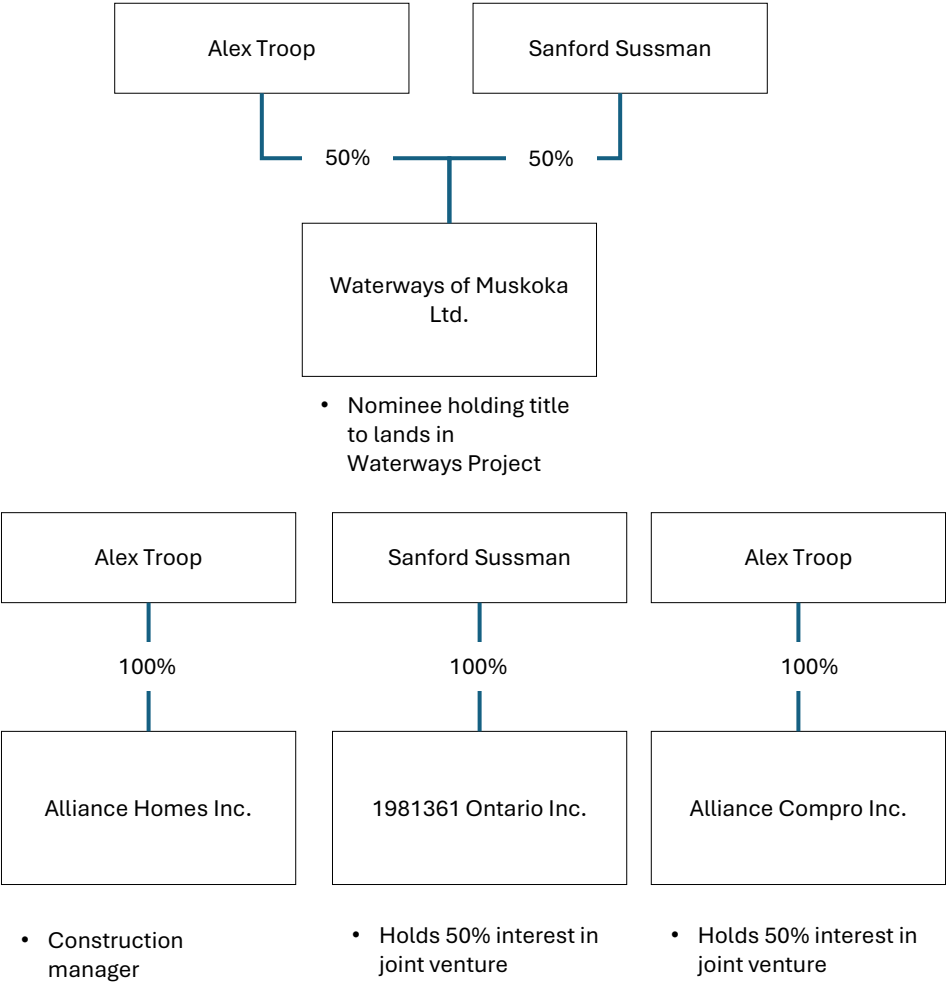 Alex Troop
Sanford Sussman
50%
50%
Waterways of Muskoka
Ltd.
• Nominee holding title
to lands in
Waterways Project
Alex Troop
Sanford Sussman
Alex Troop
100%
100%
100%
Alliance Homes Inc.
1981361 Ontario Inc.
Alliance Compro Inc.
• Construction
manager
• Holds 50% interest in
joint venture
• Holds 50% interest in
joint venture